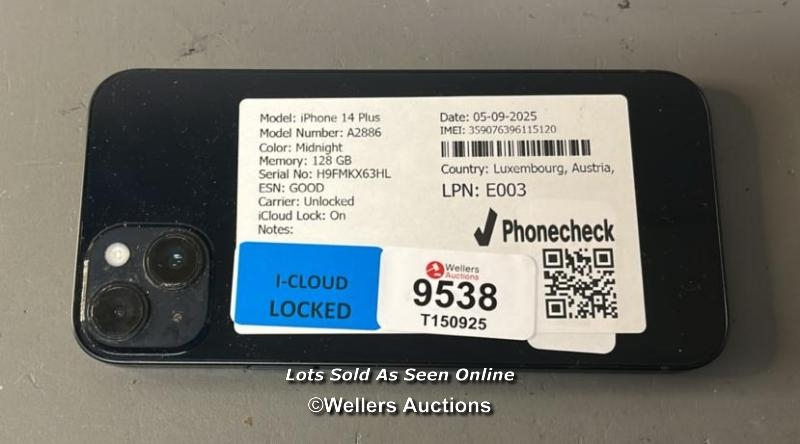 Model: iPhone 14 Plus
Model Number: A2886
Color: Midnight
Memory: 128 GB
Serial No: H9FMKX63HL
ESN: GOOD
Carrier: Unlocked
iCloud Lock: On
Notes:
Date: 05-09-2025
IMEI: 359076396115120
Country: Luxembourg, Austria,
LPN: E003
Phonecheck
I-CLOUD
LOCKED
Wellers
Auctions
9538
T150925
Lots Sold As Seen Online
©Wellers Auctions